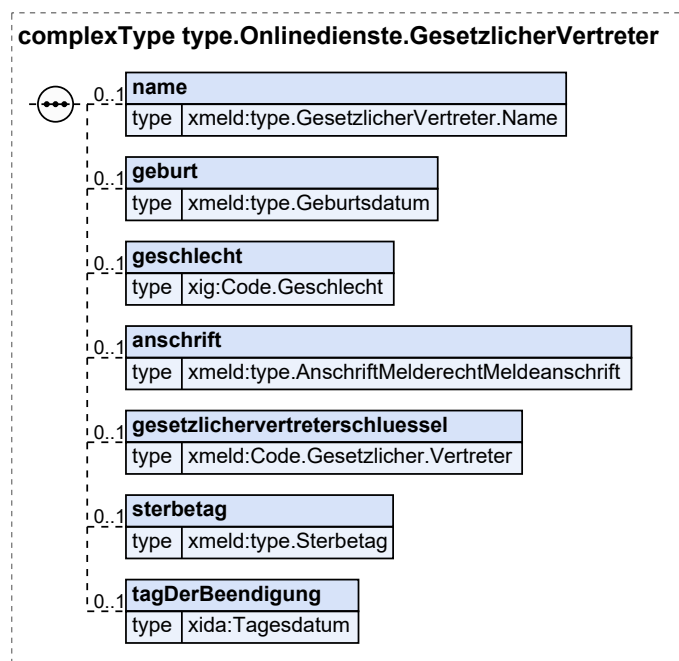 complexType type.Onlinedienste.GesetzlicherVertreter
0..1 name
type xmeld:type.GesetzlicherVertreter.Name
0..1 geburt
type xmeld:type.Geburtsdatum
0..1 geschlecht
type xig:Code.Geschlecht
0..1 anschrift
type xmeld:type.AnschriftMelderechtMeldeanschrift
0..1 gesetzlichervertreterschluessel
type xmeld:Code.Gesetzlicher.Vertreter
0..1 sterbetag
type xmeld:type.Sterbetag
0..1 tagDerBeendigung
type xida:Tagesdatum